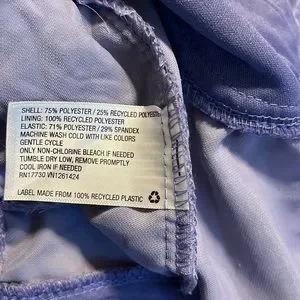 SHELL: 75% POLYESTER / 25% RECYCLED POLYESTER
LINING: 100% RECYCLED POLYESTER
ELASTIC: 71% POLYESTER / 29% SPANDEX
MACHINE WASH COLD WITH LIKE COLORS
GENTLE CYCLE
ONLY NON-CHLORINE BLEACH IF NEEDED
TUMBLE DRY LOW, REMOVE PROMPTLY
COOL IRON IF NEEDED
RN17730 VN1261424
LABEL MADE FROM 100% RECYCLED PLASTIC